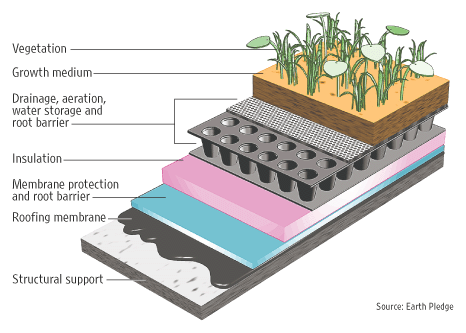 Vegetation
Growth medium
Drainage, aeration,
water storage and
root barrier
Insulation
Membrane protection
and root barrier
Roofing membrane
Structural support
Source: Earth Pledge